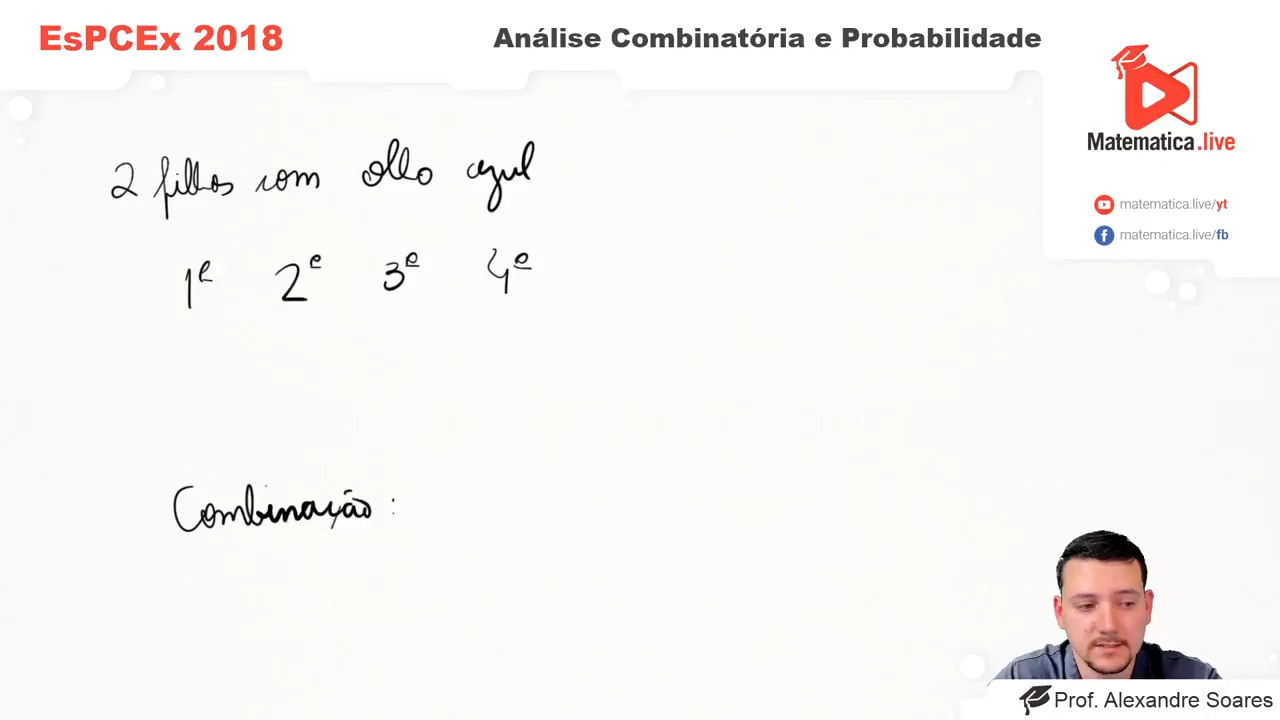 EsPCEx 2018
Análise Combinatória e Probabilidade
Matematica.live
matematica.live/yt
matematica.live/fb
2 filhos com olho azul
1º 2º 3º 4º
Combinação:
Prof. Alexandre Soares